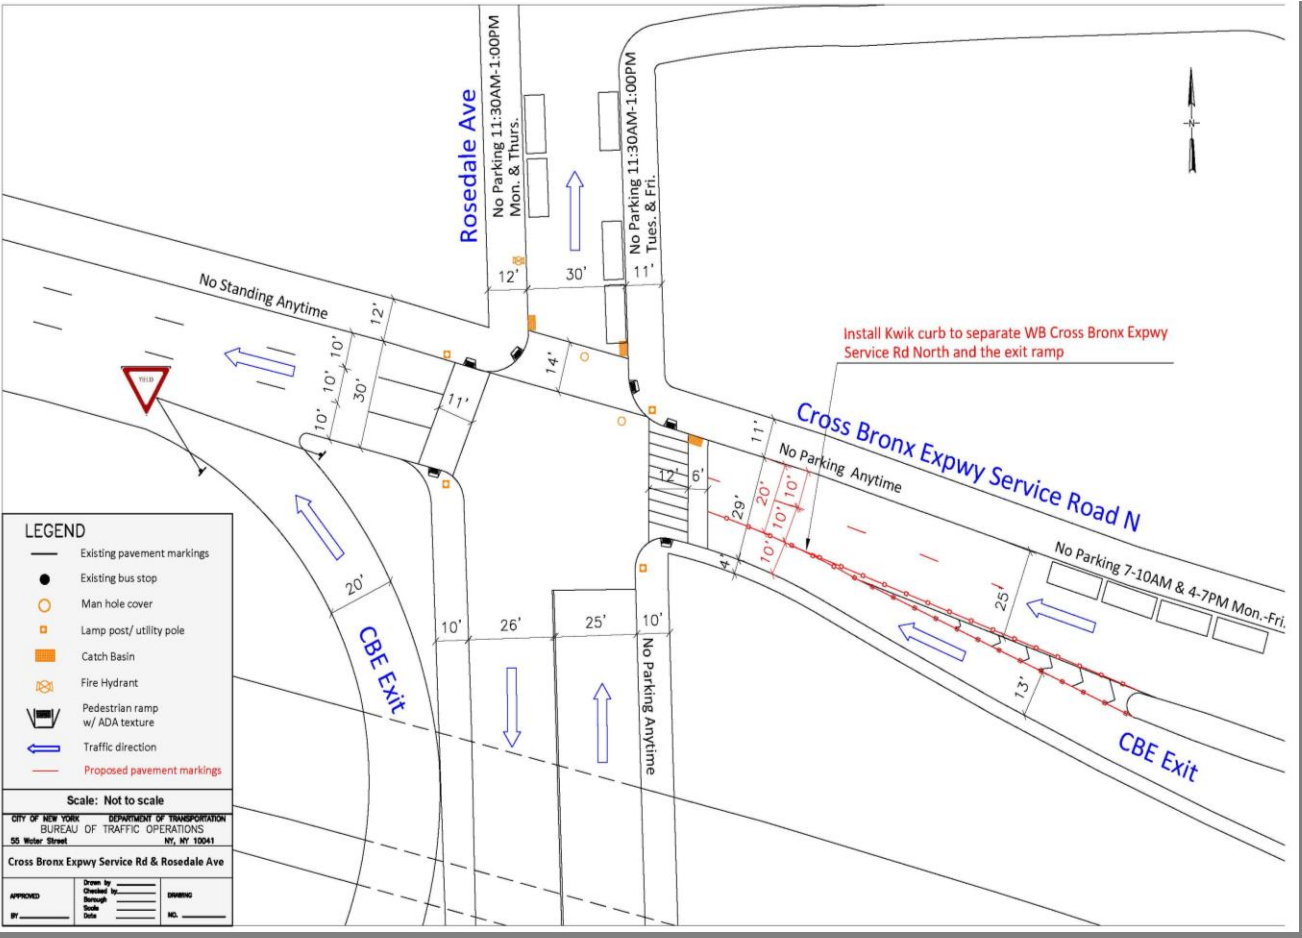 Rosedale Ave
No Parking 11:30AM-1:00PM
Mon. & Thurs.
No Parking 11:30AM-1:00PM
Tues. & Fri.
N
12'
30'
11'
No Standing Anytime
12'
10'
10'
10'
30'
14'
11'
YIELD
Install Kwik curb to separate WB Cross Bronx Expwy
Service Rd North and the exit ramp
Cross Bronx Expwy Service Road N
11'
No Parking Anytime
12'
6'
29'
20'
10'
10'
10'
4'
No Parking 7-10AM & 4-7PM Mon.-Fri.
25'
13'
CBE Exit
20'
CBE Exit
10'
26'
25'
10'
No Parking Anytime
LEGEND
Existing pavement markings
Existing bus stop
Man hole cover
Lamp post/ utility pole
Catch Basin
Fire Hydrant
Pedestrian ramp
w/ ADA texture
Traffic direction
Proposed pavement markings
Scale: Not to scale
CITY OF NEW YORK DEPARTMENT OF TRANSPORTATION
BUREAU OF TRAFFIC OPERATIONS
55 Water Street NY, NY 10041
Cross Bronx Expwy Service Rd & Rosedale Ave
APPROVED
BY
Drawn by
Checked by
Borough
Scale
Date
DRAWING
NO.